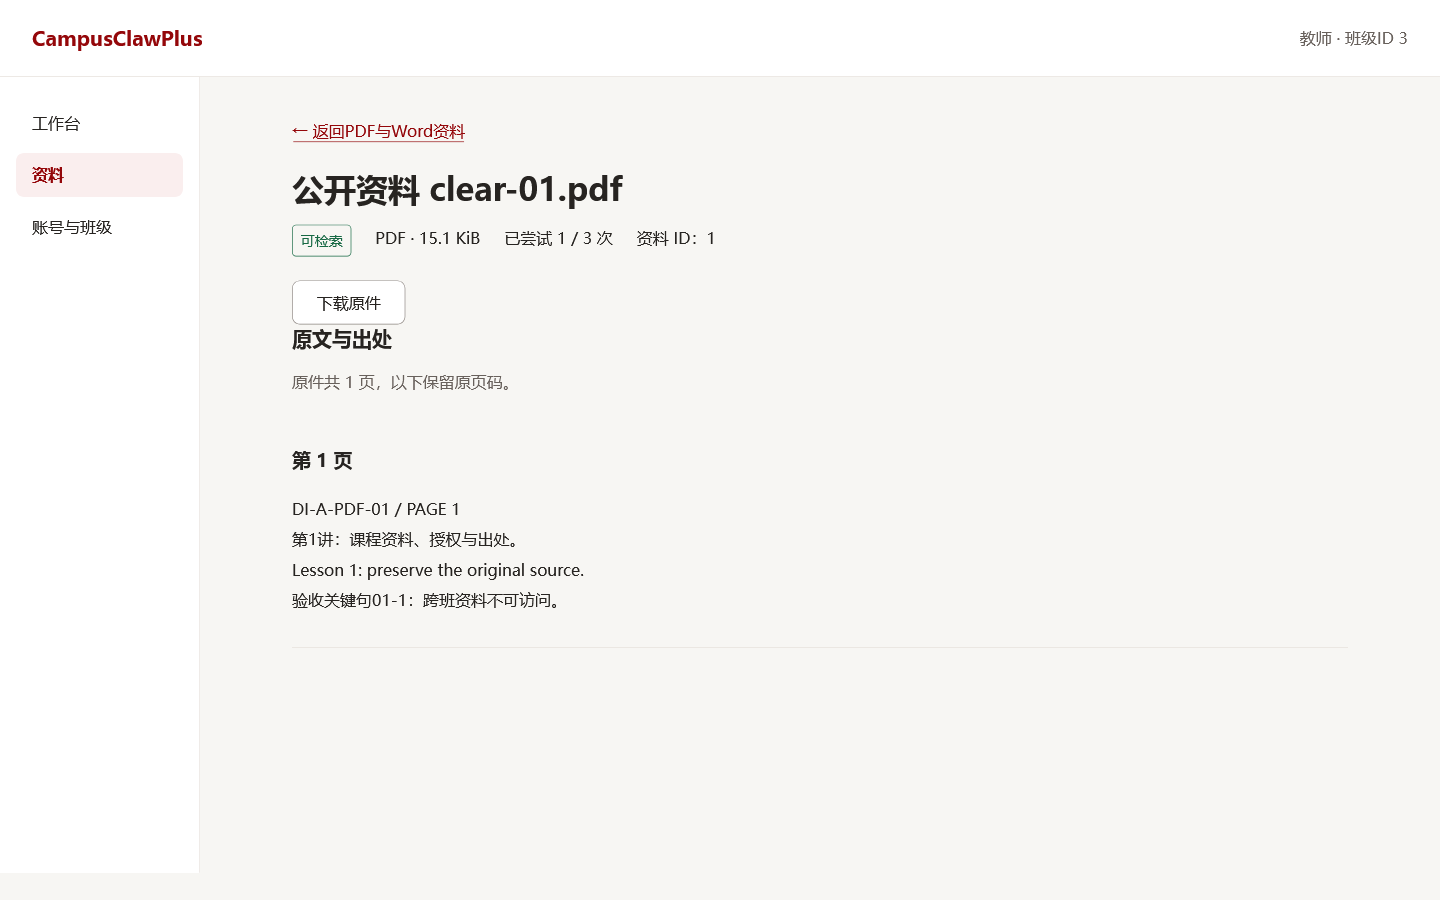 CampusClawPlus
教师 · 班级ID 3
工作台
资料
账号与班级
← 返回PDF与Word资料
公开资料 clear-01.pdf
可检索
PDF · 15.1 KiB
已尝试 1 / 3 次
资料 ID：1
下载原件
原文与出处
原件共 1 页，以下保留原页码。
第 1 页
DI-A-PDF-01 / PAGE 1
第1讲：课程资料、授权与出处。
Lesson 1: preserve the original source.
验收关键句01-1：跨班资料不可访问。